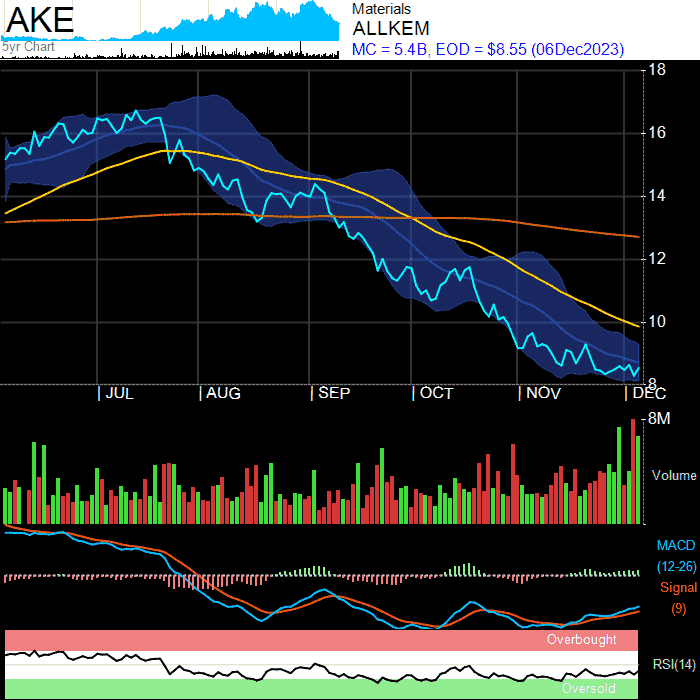 AKE
5yr Chart
Materials
ALLKEM
MC = 5.4B, EOD = $8.55 (06Dec2023)
18
16
14
12
10
8
| JUL | AUG | SEP | OCT | NOV | DEC
8M
Volume
MACD
(12-26)
Signal
(9)
Overbought
RSI(14)
Oversold